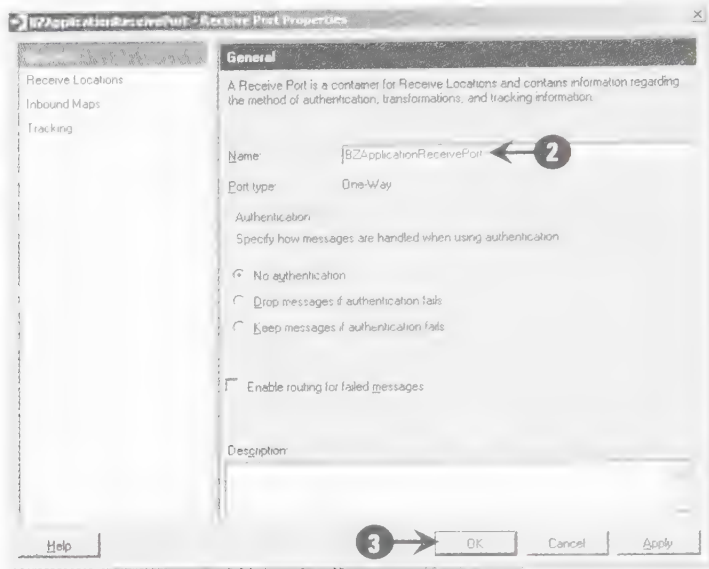 BZApplicationReceivePort - Receive Port Properties
Receive Locations
Inbound Maps
Tracking
General
A Receive Port is a container for Receive Locations and contains information regarding
the method of authentication, transformations, and tracking information.
Name:
BZApplicationReceivePort
2
Port type:
One-Way
Authentication
Specify how messages are handled when using authentication
No authentication
Drop messages if authentication fails
Keep messages if authentication fails
Enable routing for failed messages
Description:
Help
3
OK
Cancel
Apply